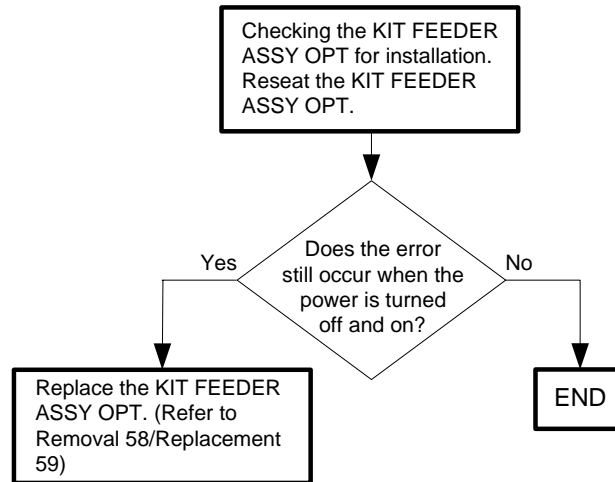 Checking the KIT FEEDER
ASSY OPT for installation.
Reseat the KIT FEEDER
ASSY OPT.
Does the error
still occur when the
power is turned
off and on?
Yes
No
Replace the KIT FEEDER
ASSY OPT. (Refer to
Removal 58/Replacement
59)
END